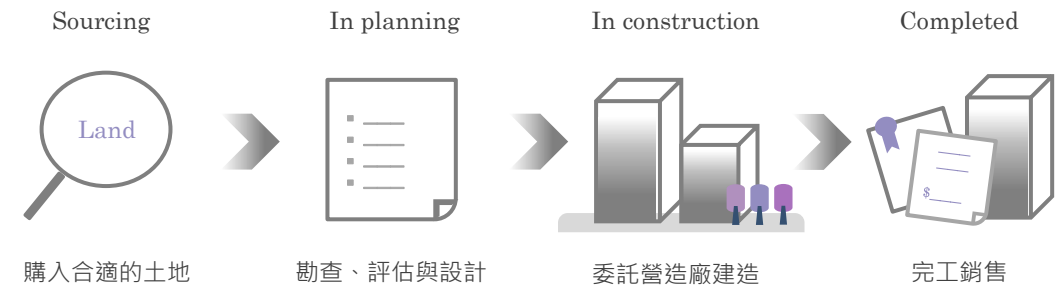 Sourcing
In planning
In construction
Completed
Land
$
購入合適的土地
勘查、評估與設計
委託營造廠建造
完工銷售